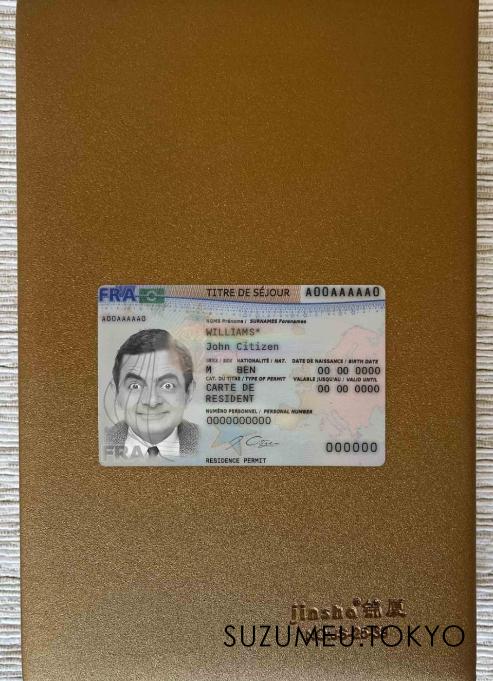 FRA TITRE DE SÉJOUR A00AAAAA0
A00AAAAA0
NOMS Prénoms / SURNAMES Forenames
WILLIAMS*
John Citizen
SEXE / SEX NATIONALITÉ / NAT. DATE DE NAISSANCE / BIRTH DATE
M BEN 00 00 0000
CAT. DU TITRE / TYPE OF PERMIT VALABLE JUSQU'AU / VALID UNTIL
CARTE DE 00 00 0000
RESIDENT
NUMÉRO PERSONNEL / PERSONAL NUMBER
0000000000
FRA 000000
RESIDENCE PERMIT
jinsha®
SUZUMEU.TOKYO